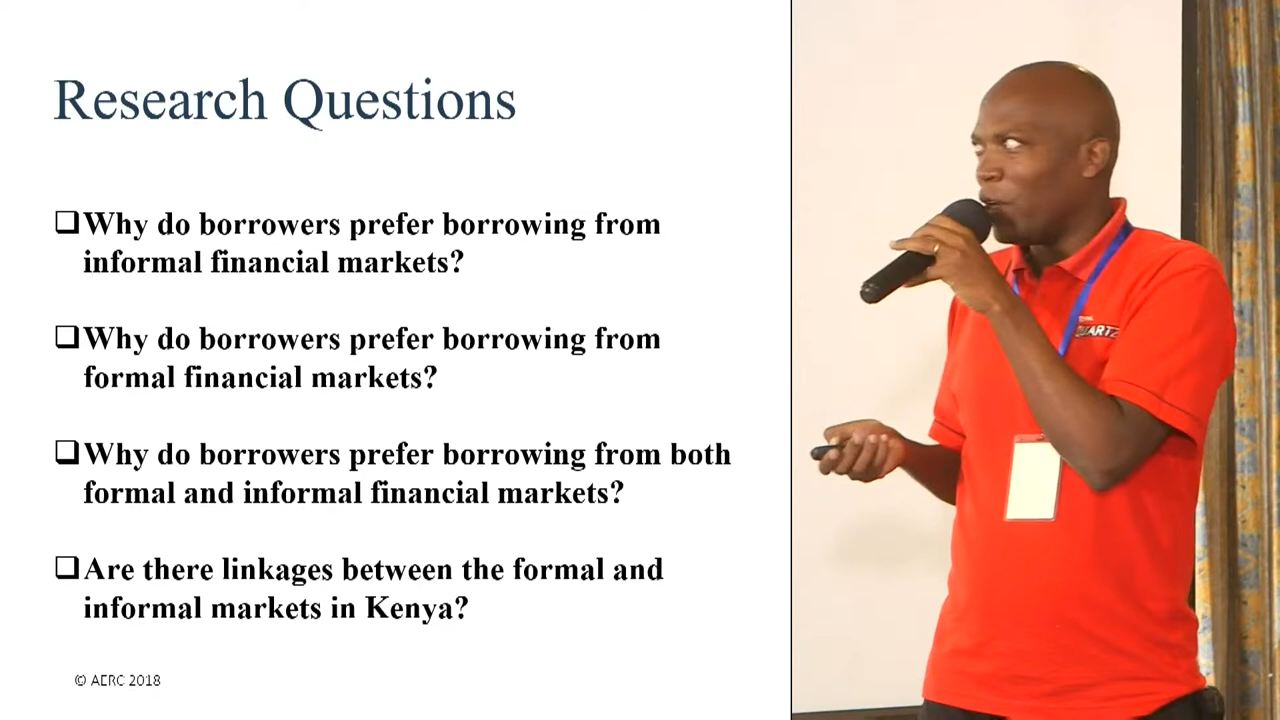 Research Questions
❑Why do borrowers prefer borrowing from
informal financial markets?
❑Why do borrowers prefer borrowing from
formal financial markets?
❑Why do borrowers prefer borrowing from both
formal and informal financial markets?
❑Are there linkages between the formal and
informal markets in Kenya?
© AERC 2018
QUARTZ